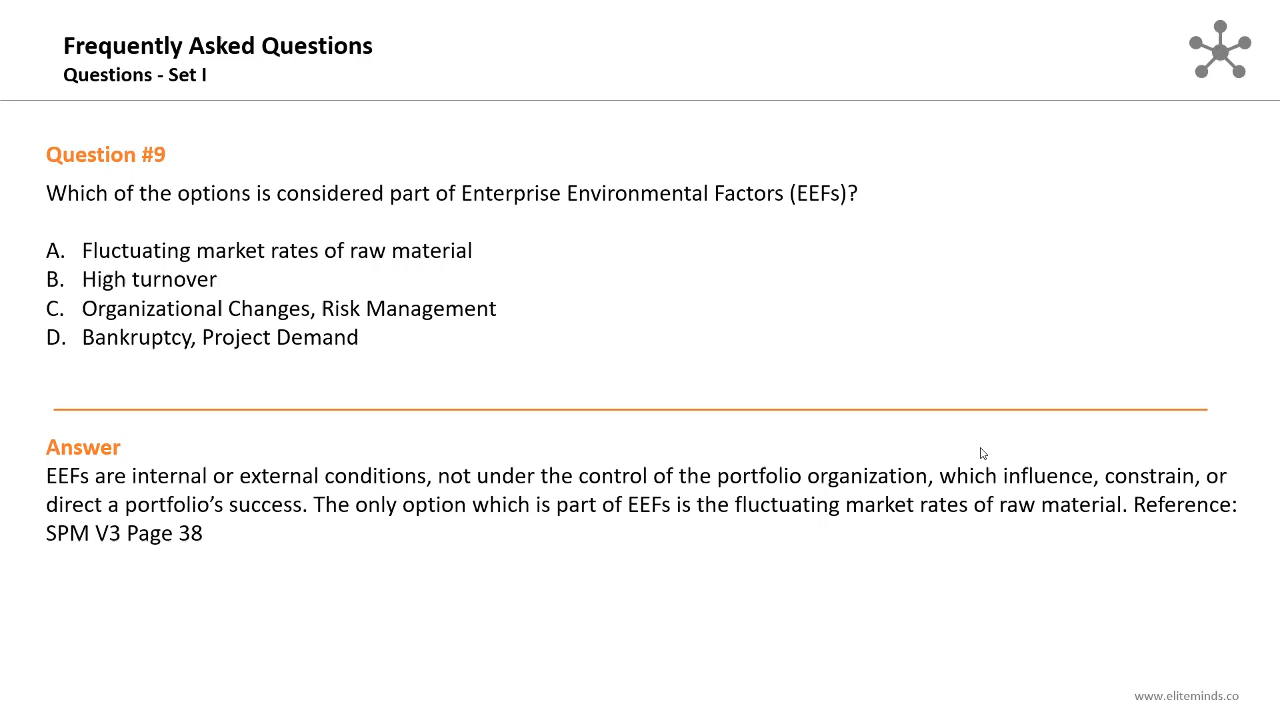 Frequently Asked Questions
Questions - Set I
Question #9
Which of the options is considered part of Enterprise Environmental Factors (EEFs)?
A. Fluctuating market rates of raw material
B. High turnover
C. Organizational Changes, Risk Management
D. Bankruptcy, Project Demand
Answer
EEFs are internal or external conditions, not under the control of the portfolio organization, which influence, constrain, or
direct a portfolio’s success. The only option which is part of EEFs is the fluctuating market rates of raw material. Reference:
SPM V3 Page 38
www.eliteminds.co